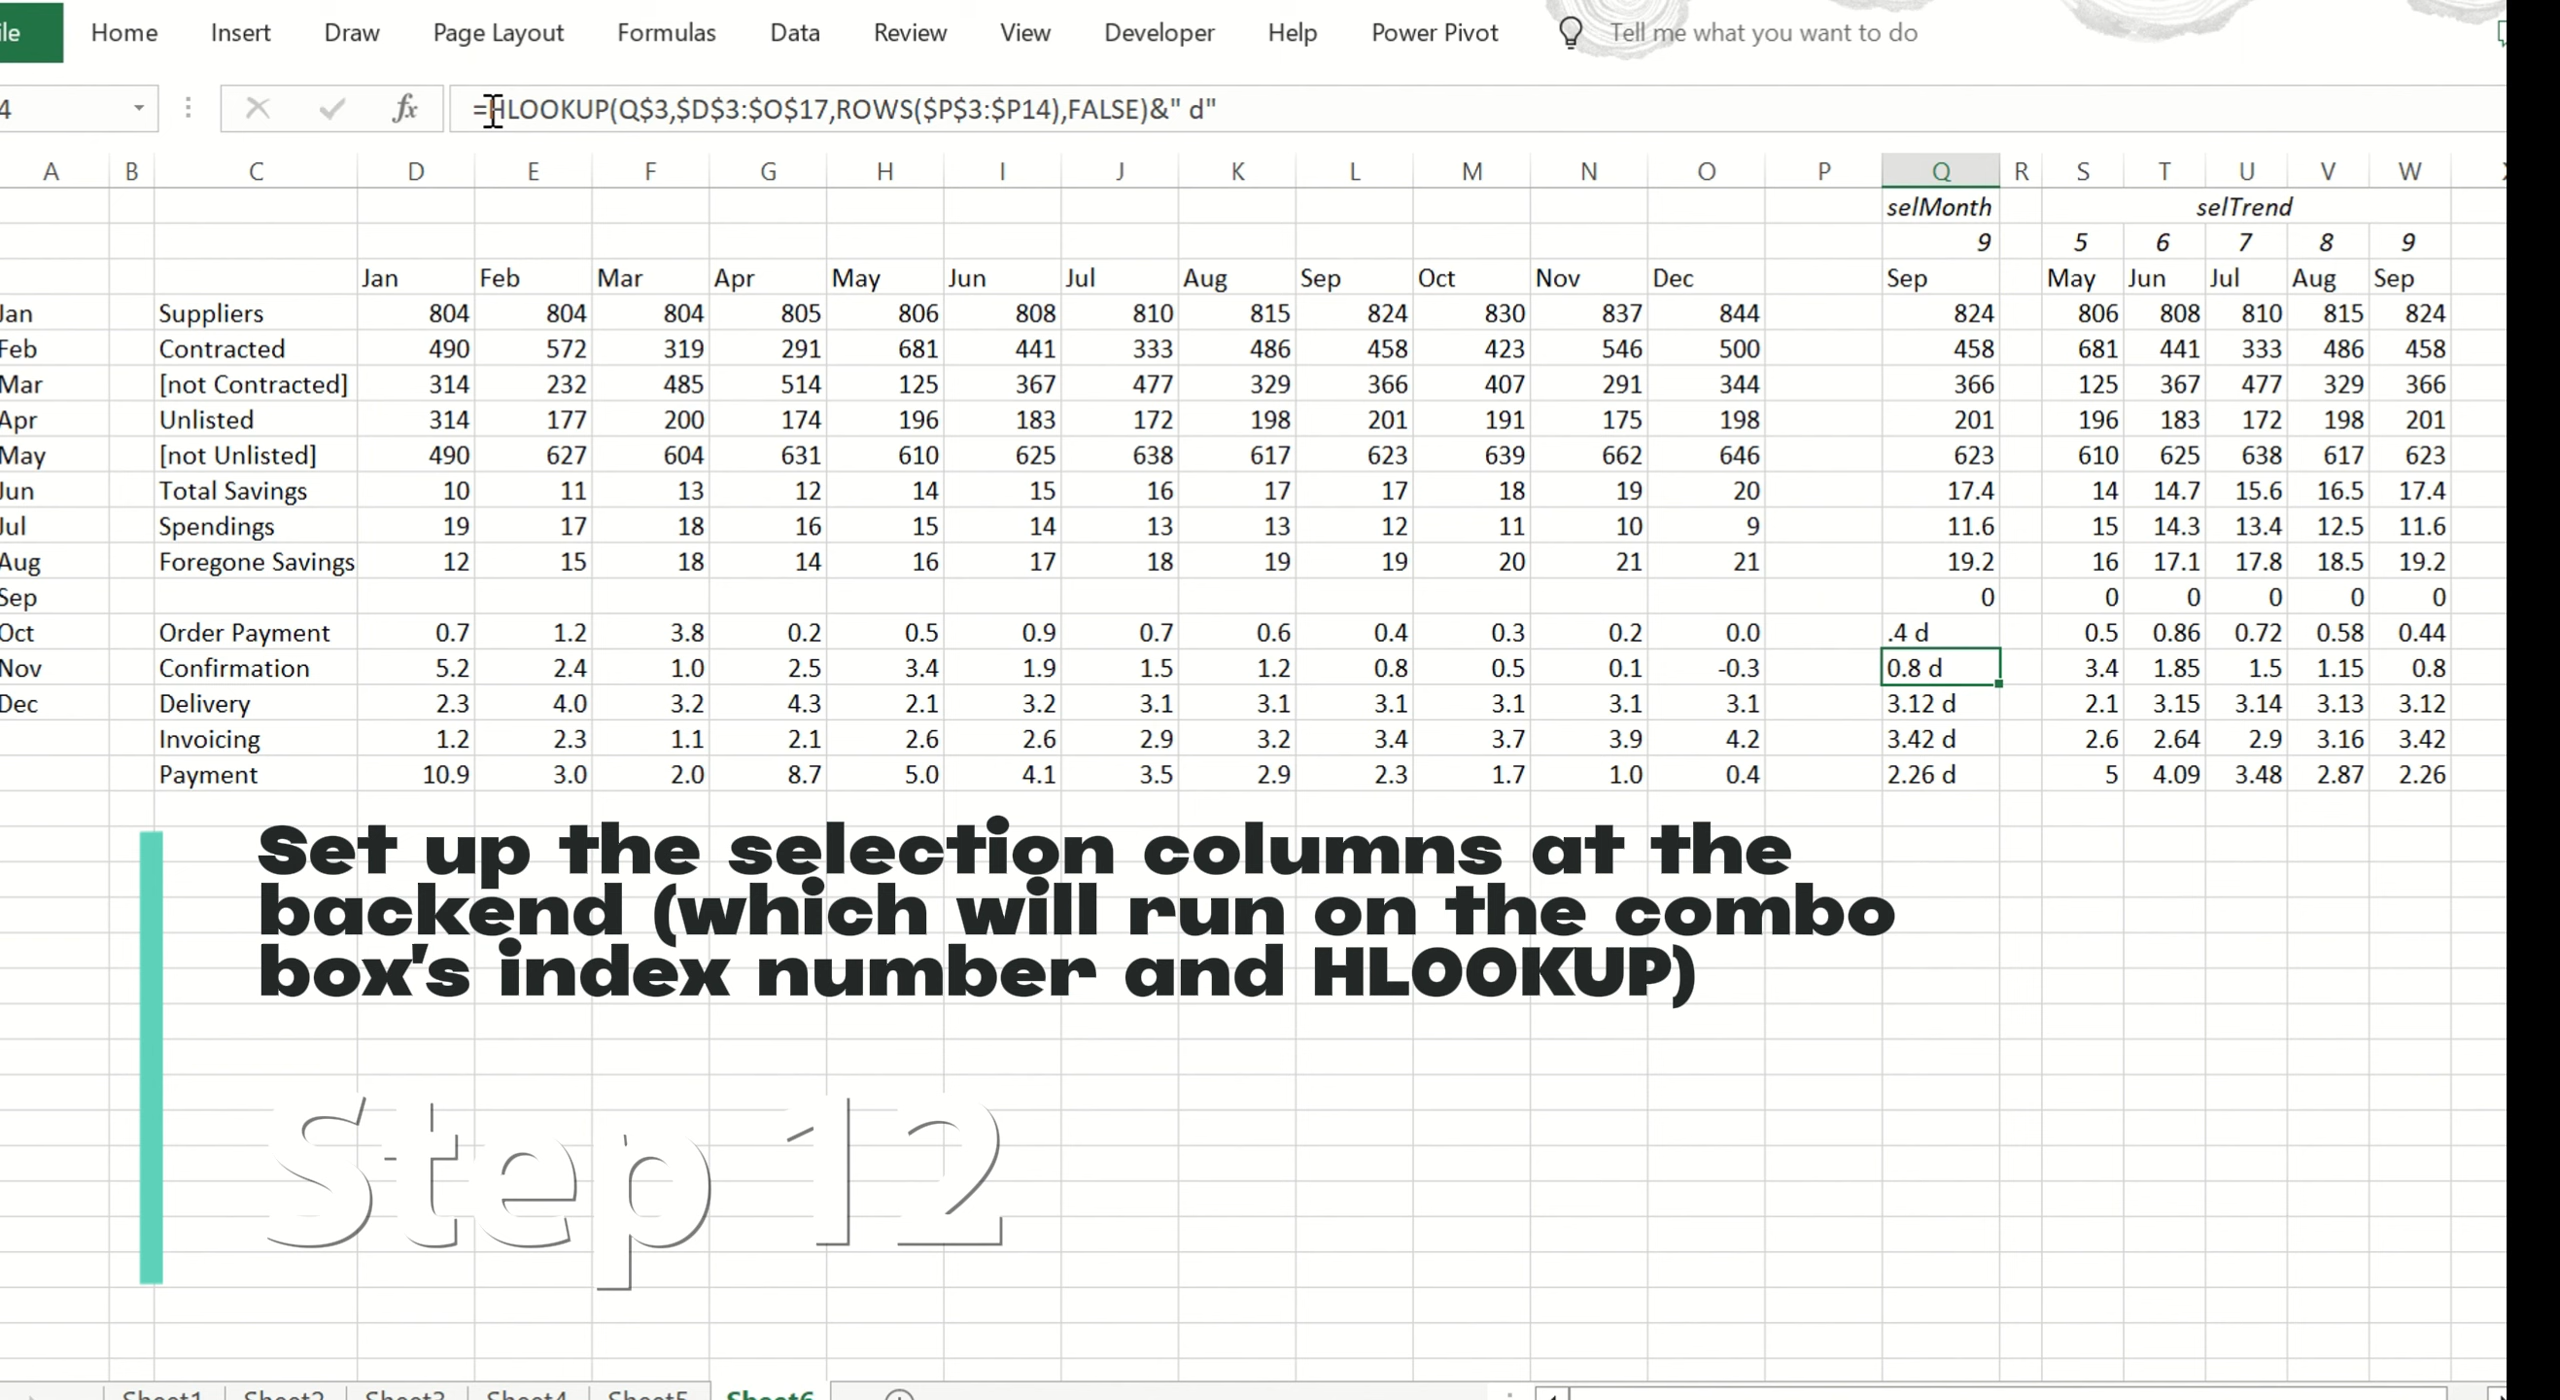 ile Home Insert Draw Page Layout Formulas Data Review View Developer Help Power Pivot Tell me what you want to do
4 fx =HLOOKUP(Q$3,$D$3:$O$17,ROWS($P$3:$P14),FALSE)&" d"
A B C D E F G H I J K L M N O P Q R S T U V W
selMonth selTrend
9 5 6 7 8 9
Jan Feb Mar Apr May Jun Jul Aug Sep Oct Nov Dec Sep May Jun Jul Aug Sep
Jan Suppliers 804 804 804 805 806 808 810 815 824 830 837 844 824 806 808 810 815 824
Feb Contracted 490 572 319 291 681 441 333 486 458 423 546 500 458 681 441 333 486 458
Mar [not Contracted] 314 232 485 514 125 367 477 329 366 407 291 344 366 125 367 477 329 366
Apr Unlisted 314 177 200 174 196 183 172 198 201 191 175 198 201 196 183 172 198 201
May [not Unlisted] 490 627 604 631 610 625 638 617 623 639 662 646 623 610 625 638 617 623
Jun Total Savings 10 11 13 12 14 15 16 17 17 18 19 20 17.4 14 14.7 15.6 16.5 17.4
Jul Spendings 19 17 18 16 15 14 13 13 12 11 10 9 11.6 15 14.3 13.4 12.5 11.6
Aug Foregone Savings 12 15 18 14 16 17 18 19 19 20 21 21 19.2 16 17.1 17.8 18.5 19.2
Sep 0 0 0 0 0 0
Oct Order Payment 0.7 1.2 3.8 0.2 0.5 0.9 0.7 0.6 0.4 0.3 0.2 0.0 .4 d 0.5 0.86 0.72 0.58 0.44
Nov Confirmation 5.2 2.4 1.0 2.5 3.4 1.9 1.5 1.2 0.8 0.5 0.1 -0.3 0.8 d 3.4 1.85 1.5 1.15 0.8
Dec Delivery 2.3 4.0 3.2 4.3 2.1 3.2 3.1 3.1 3.1 3.1 3.1 3.1 3.12 d 2.1 3.15 3.14 3.13 3.12
Invoicing 1.2 2.3 1.1 2.1 2.6 2.6 2.9 3.2 3.4 3.7 3.9 4.2 3.42 d 2.6 2.64 2.9 3.16 3.42
Payment 10.9 3.0 2.0 8.7 5.0 4.1 3.5 2.9 2.3 1.7 1.0 0.4 2.26 d 5 4.09 3.48 2.87 2.26
Set up the selection columns at the
backend (which will run on the combo
box's index number and HLOOKUP)
Step 12
Sheet1 Sheet2 Sheet3 Sheet4 Sheet5 Sheet6